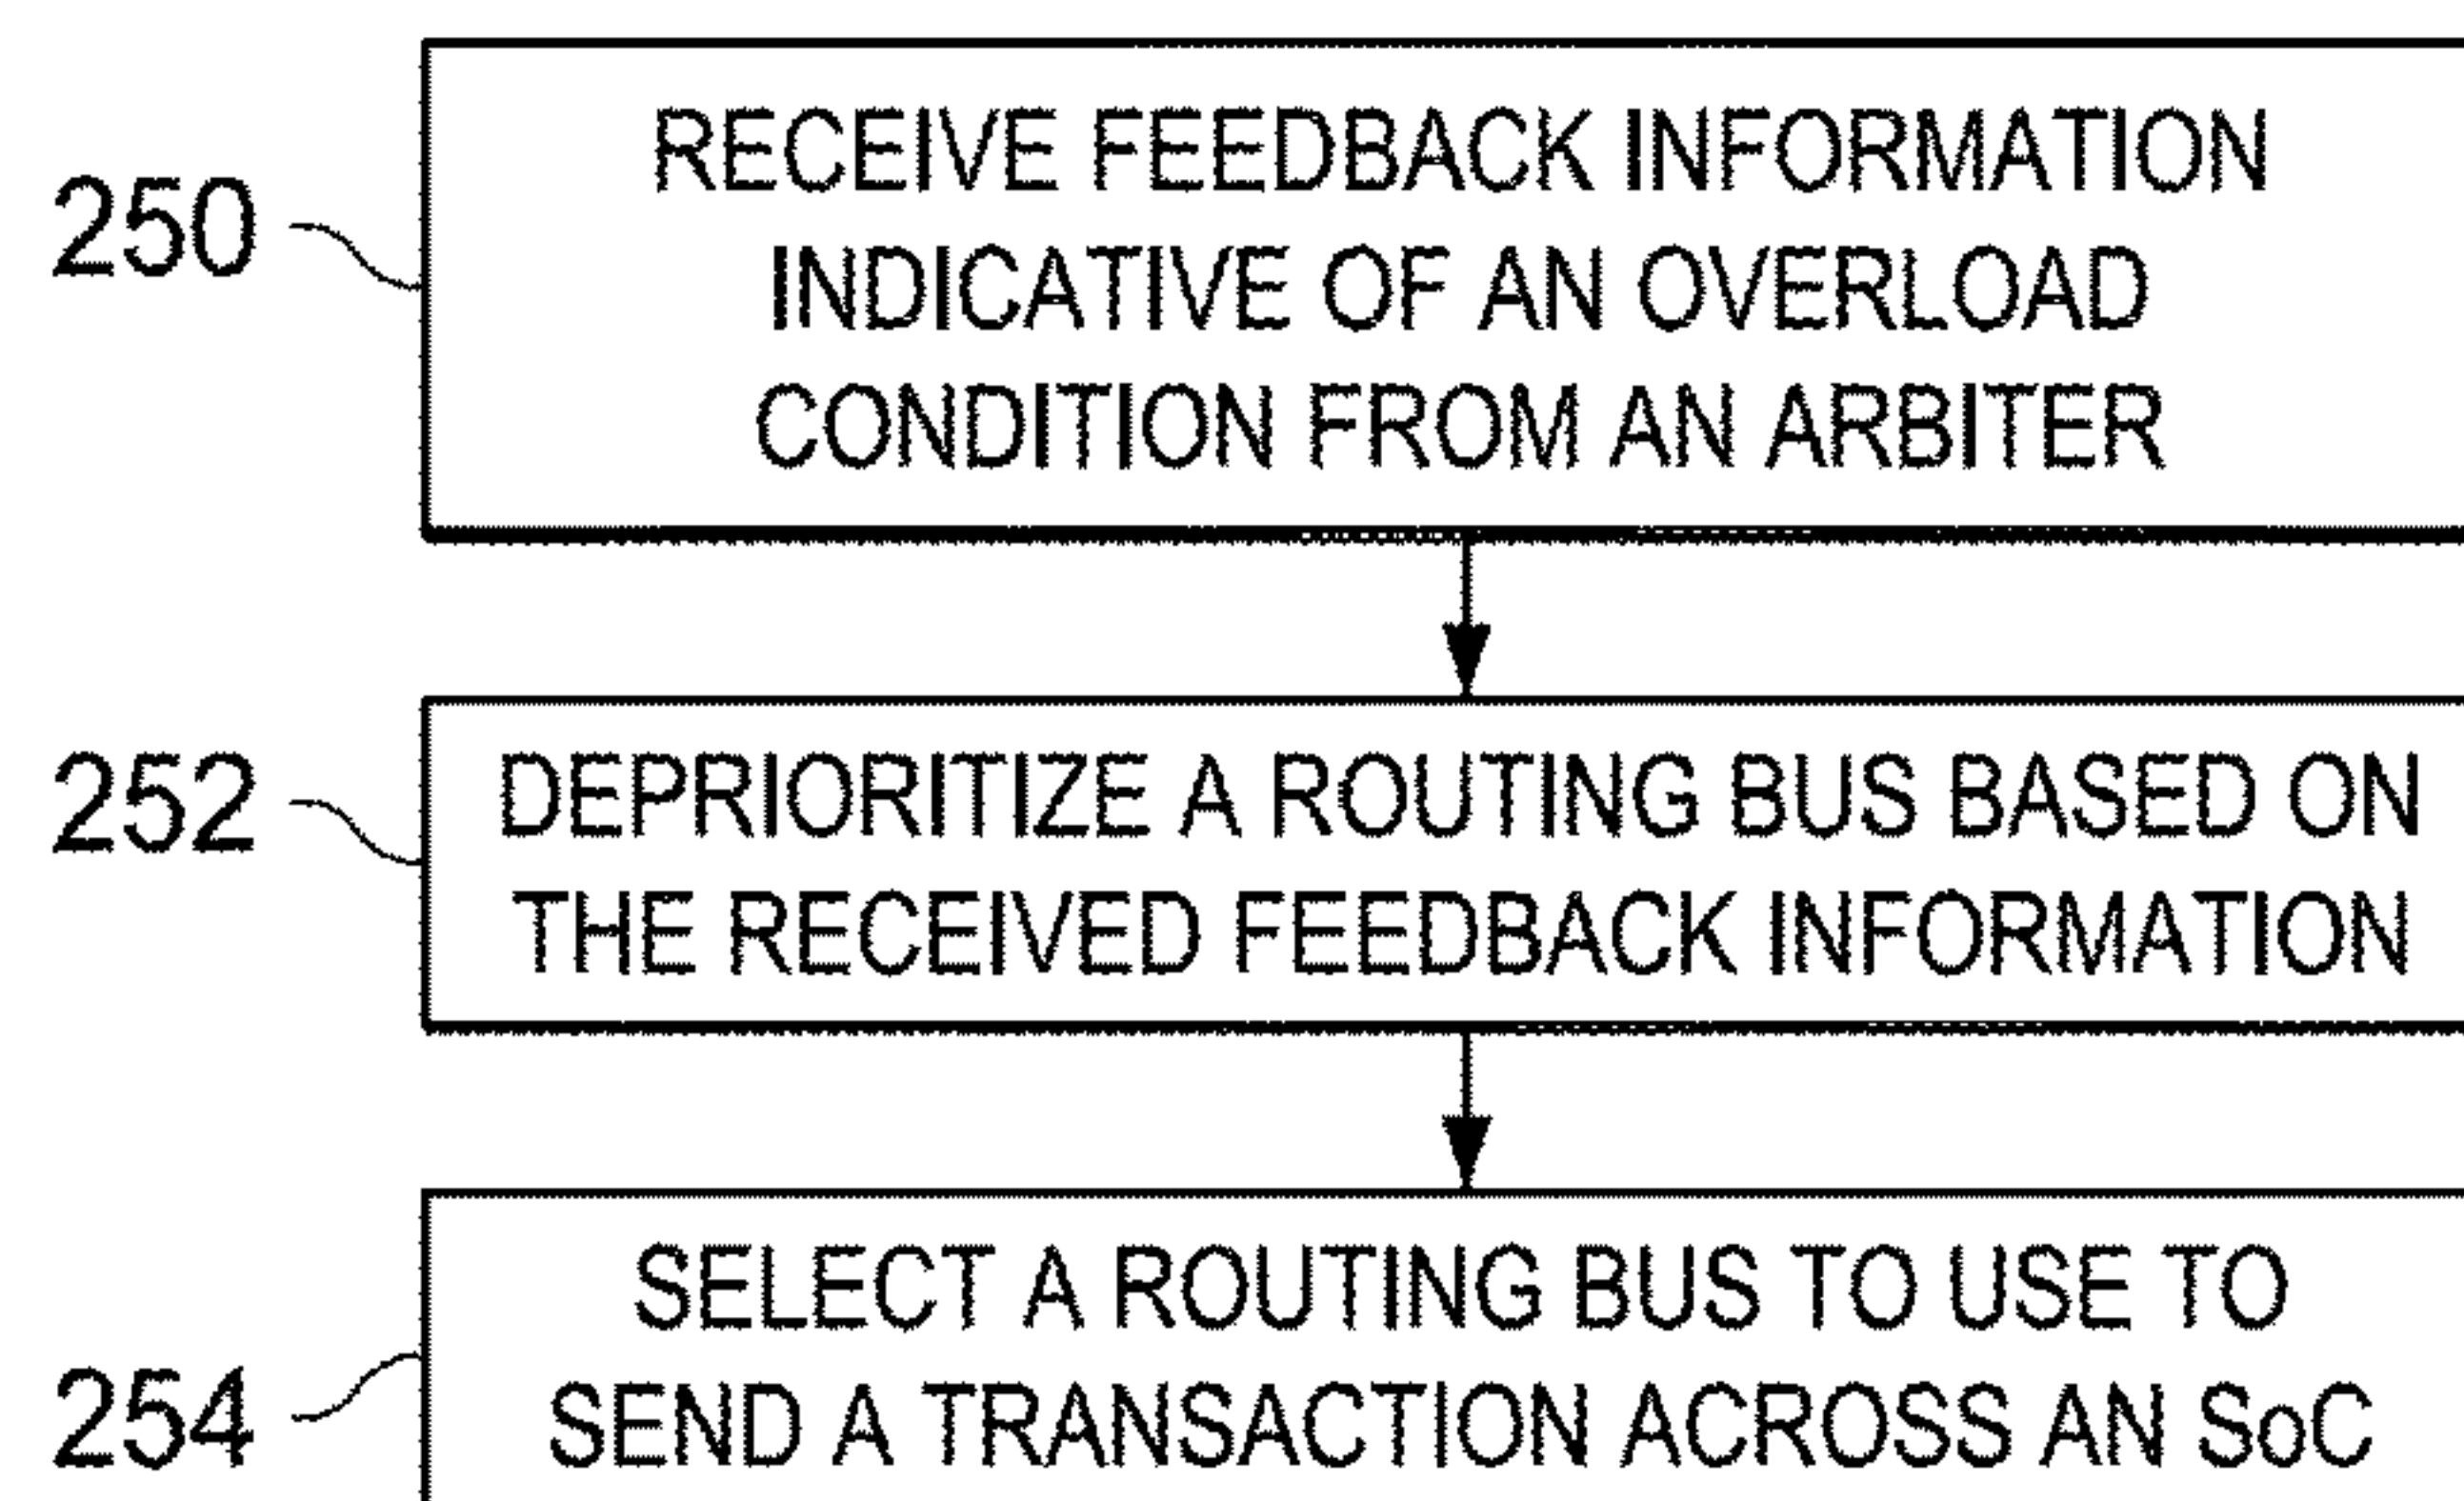 250
RECEIVE FEEDBACK INFORMATION
INDICATIVE OF AN OVERLOAD
CONDITION FROM AN ARBITER
252
DEPRIORITIZE A ROUTING BUS BASED ON
THE RECEIVED FEEDBACK INFORMATION
254
SELECT A ROUTING BUS TO USE TO
SEND A TRANSACTION ACROSS AN SoC